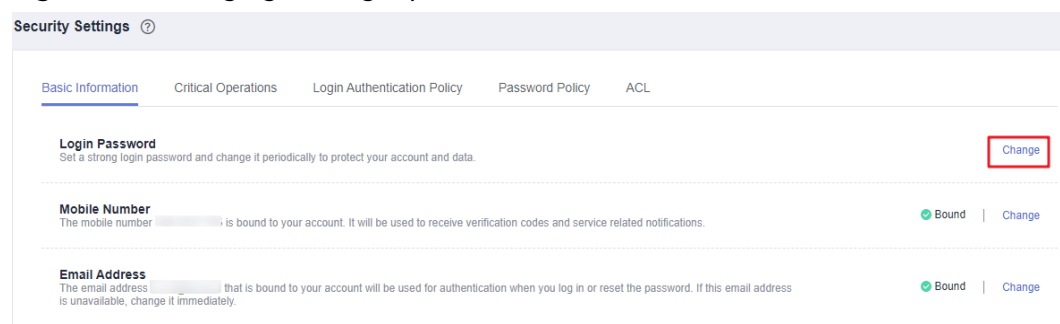 Security Settings ?
Basic Information Critical Operations Login Authentication Policy Password Policy ACL
Login Password
Set a strong login password and change it periodically to protect your account and data.
Change
Mobile Number
The mobile number is bound to your account. It will be used to receive verification codes and service related notifications.
Bound | Change
Email Address
The email address that is bound to your account will be used for authentication when you log in or reset the password. If this email address
is unavailable, change it immediately.
Bound | Change